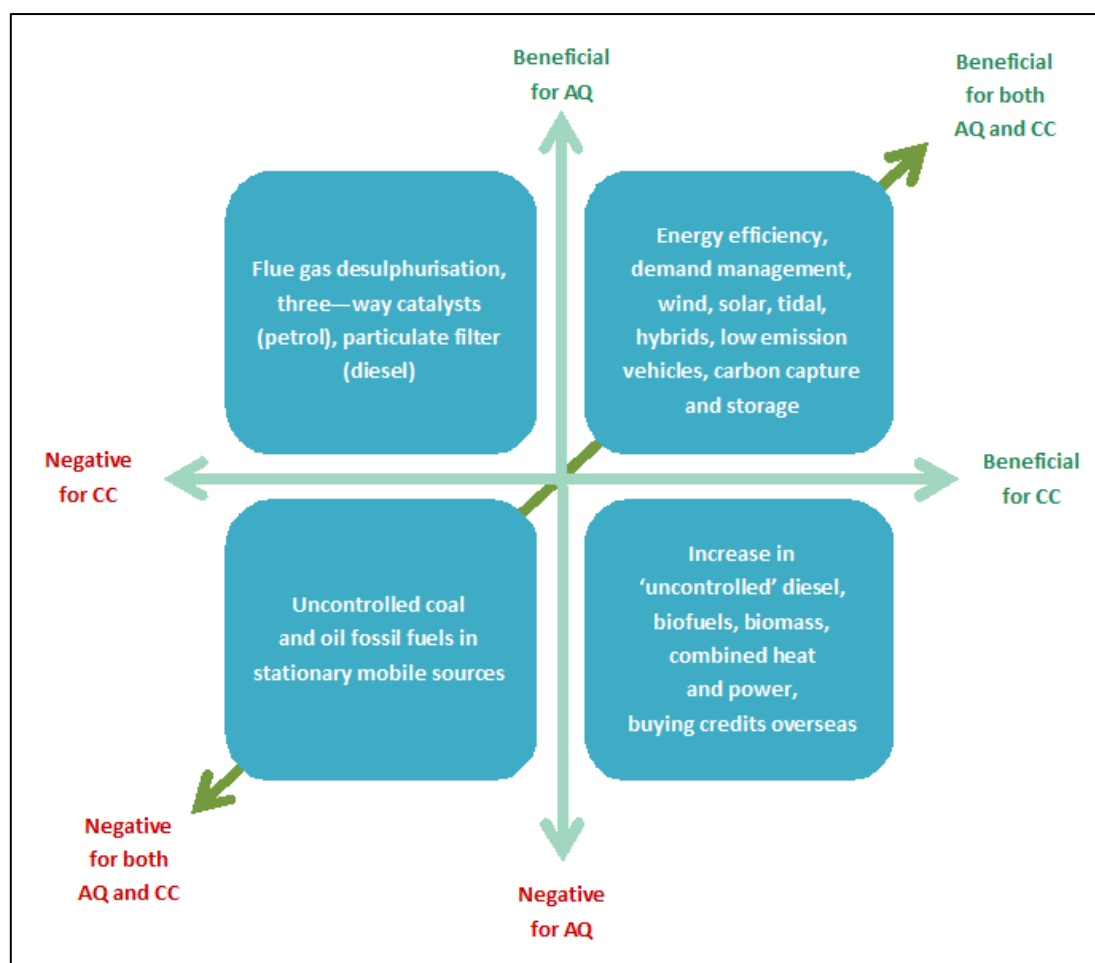 Beneficial
for AQ
Beneficial
for both
AQ and CC
Flue gas desulphurisation,
three—way catalysts
(petrol), particulate filter
(diesel)
Energy efficiency,
demand management,
wind, solar, tidal,
hybrids, low emission
vehicles, carbon capture
and storage
Negative
for CC
Beneficial
for CC
Uncontrolled coal
and oil fossil fuels in
stationary mobile sources
Increase in
‘uncontrolled’ diesel,
biofuels, biomass,
combined heat
and power,
buying credits overseas
Negative
for both
AQ and CC
Negative
for AQ